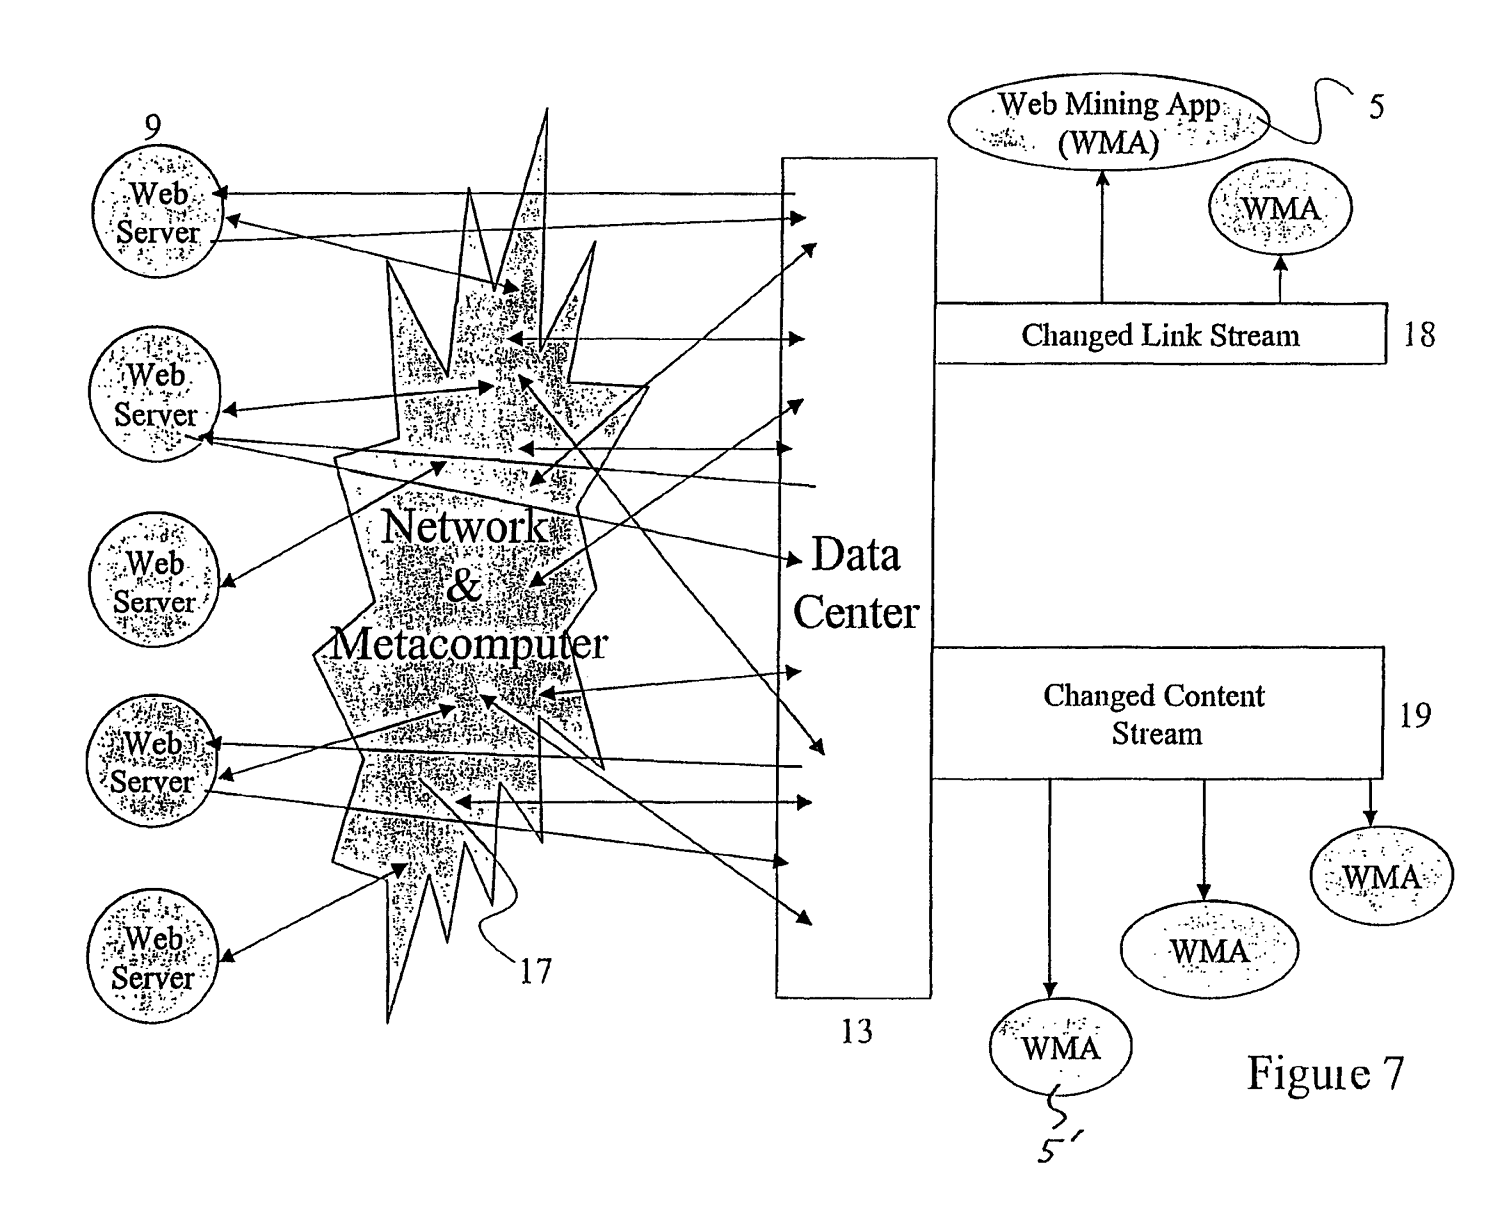 9
Web
Server
Web
Server
Web
Server
Web
Server
Web
Server
Network
&
Metacomputer
17
Data
Center
13
Web Mining App
(WMA)
5
WMA
Changed Link Stream
18
Changed Content
Stream
19
WMA
WMA
WMA
5'
Figure 7